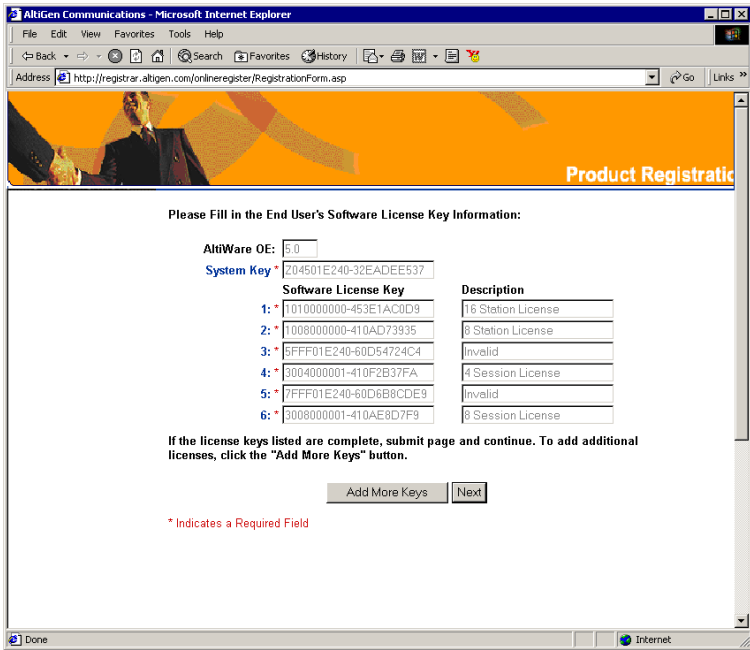 AltiGen Communications - Microsoft Internet Explorer
File Edit View Favorites Tools Help
Back Search Favorites History
Address http://registrar.altigen.com/onlineregister/RegistrationForm.asp Go Links »
Product Registratio
Please Fill in the End User's Software License Key Information:
AltiWare OE: 5.0
System Key * Z04501E240-32EADEE537
Software License Key Description
1: * 1010000000-453E1AC0D9 16 Station License
2: * 1008000000-410AD73935 8 Station License
3: * 5FFF01E240-60D54724C4 Invalid
4: * 3004000001-410F2B37FA 4 Session License
5: * 7FFF01E240-60D6B8CDE9 Invalid
6: * 3008000001-410AE8D7F9 8 Session License
If the license keys listed are complete, submit page and continue. To add additional
licenses, click the "Add More Keys" button.
Add More Keys Next
* Indicates a Required Field
Done Internet